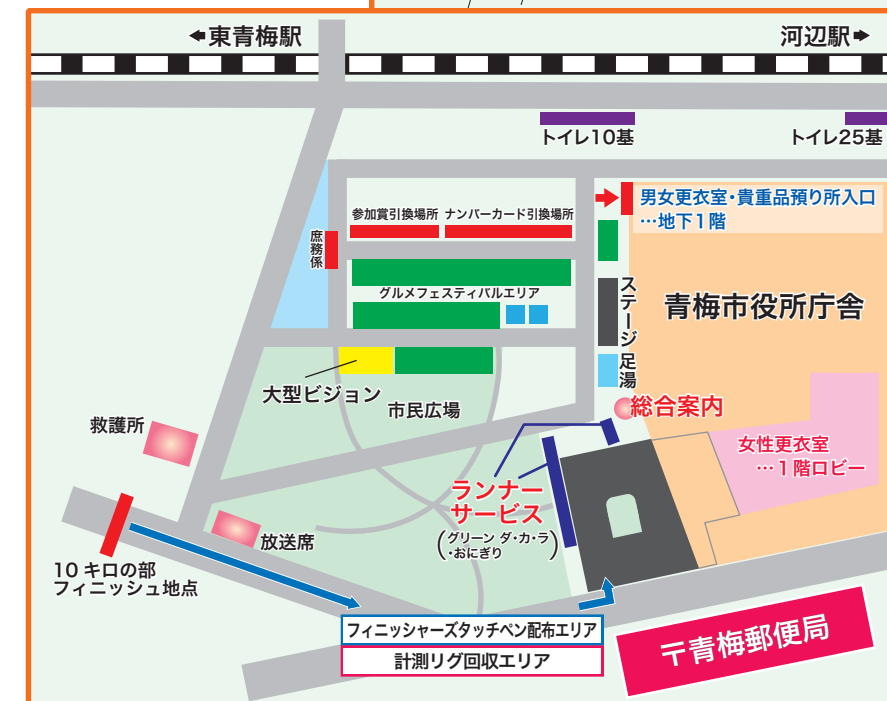 東青梅駅
河辺駅
トイレ10基
トイレ25基
男女更衣室・貴重品預り所入口
…地下1階
参加賞引換場所
ナンバーカード引換場所
庶務係
グルメフェスティバルエリア
ステージ
青梅市役所庁舎
足湯
大型ビジョン
市民広場
総合案内
救護所
女性更衣室
…1階ロビー
ランナー
サービス
(グリーン ダ・カ・ラ
・おにぎり)
放送席
10 キロの部
フィニッシュ地点
フィニッシャーズタッチペン配布エリア
計測リグ回収エリア
〒青梅郵便局